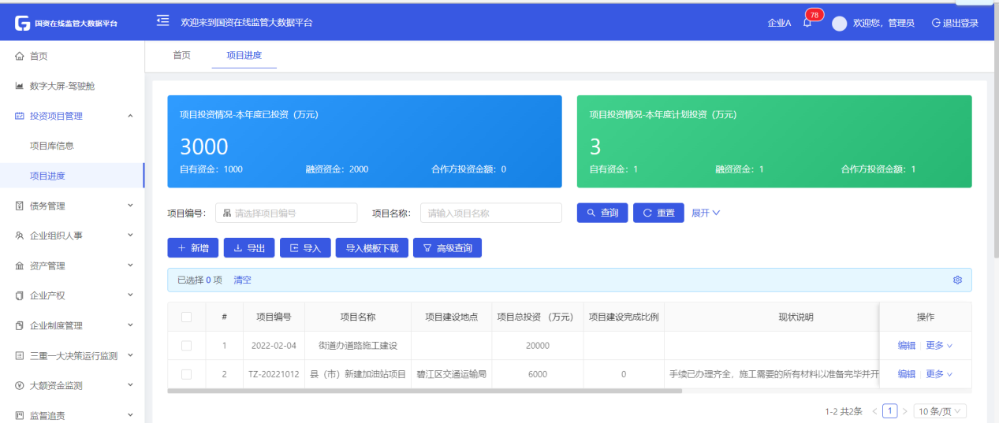 国资在线监管大数据平台
欢迎来到国资在线监管大数据平台
企业A
78
欢迎您，管理员
退出登录
首页
数字大屏-驾驶舱
投资项目管理
项目库信息
项目进度
债务管理
企业组织人事
资产管理
企业产权
企业制度管理
三重一大决策运行监测
大额资金监测
监督追责
首页 项目进度
项目投资情况-本年度已投资（万元）
3000
自有资金：1000 融资资金：2000 合作方投资金额：0
项目投资情况-本年度计划投资（万元）
3
自有资金：1 融资资金：1 合作方投资金额：1
项目编号： 请选择项目编号 项目名称： 请输入项目名称 查询 重置 展开
新增 导出 导入 导入模板下载 高级查询
已选择 0 项 清空
# 项目编号 项目名称 项目建设地点 项目总投资 （万元） 项目建设完成比例 现状说明 操作
1 2022-02-04 街道办道路施工建设 20000 编辑 更多
2 TZ-20221012 县（市）新建加油站项目 碧江区交通运输局 6000 0 手续已办理齐全，施工需要的所有材料以准备完毕并开 编辑 更多
1-2 共2条 < 1 > 10 条/页